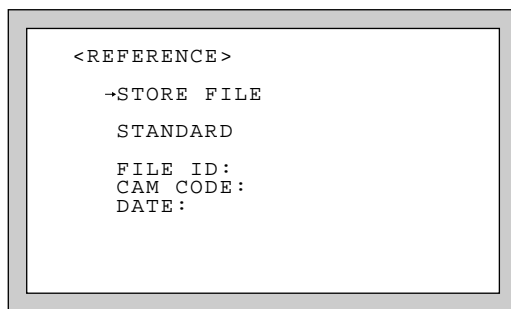 <REFERENCE>
→STORE FILE
STANDARD
FILE ID:
CAM CODE:
DATE: